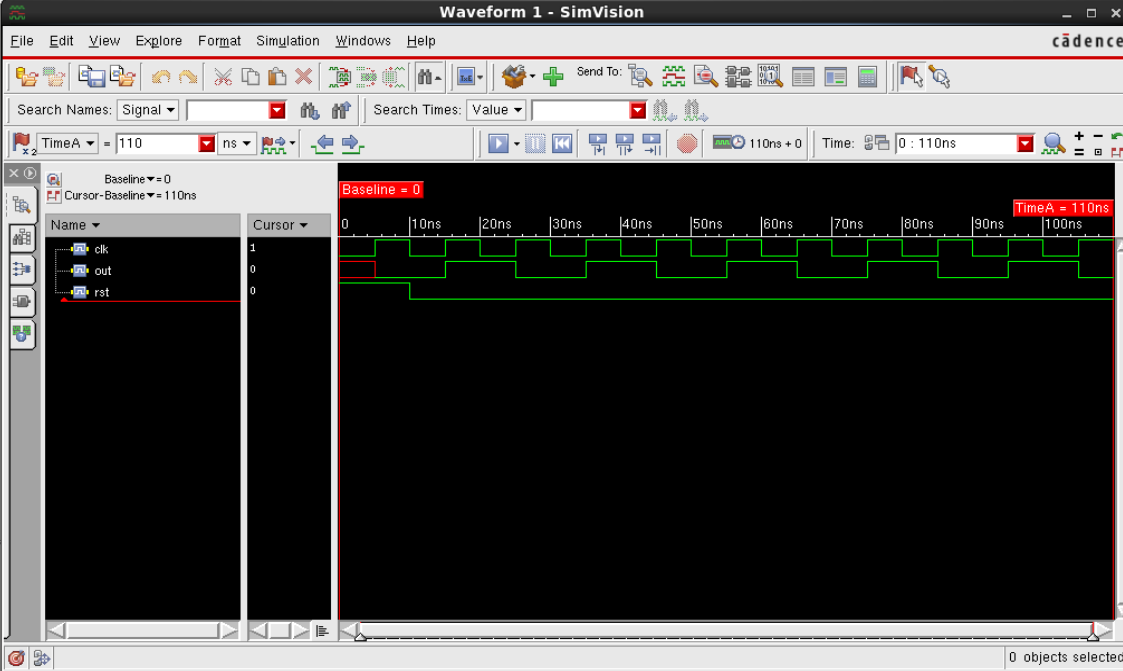 Waveform 1 - SimVision
File Edit View Explore Format Simulation Windows Help
cādence
Send To:
Search Names: Signal Search Times: Value
x2 TimeA = 110 ns 110ns + 0 Time: 0 : 110ns
Baseline = 0
Cursor-Baseline = 110ns
Baseline = 0
TimeA = 110ns
Name Cursor 0 10ns 20ns 30ns 40ns 50ns 60ns 70ns 80ns 90ns 100ns
clk 1
out 0
rst 0
0 objects selected